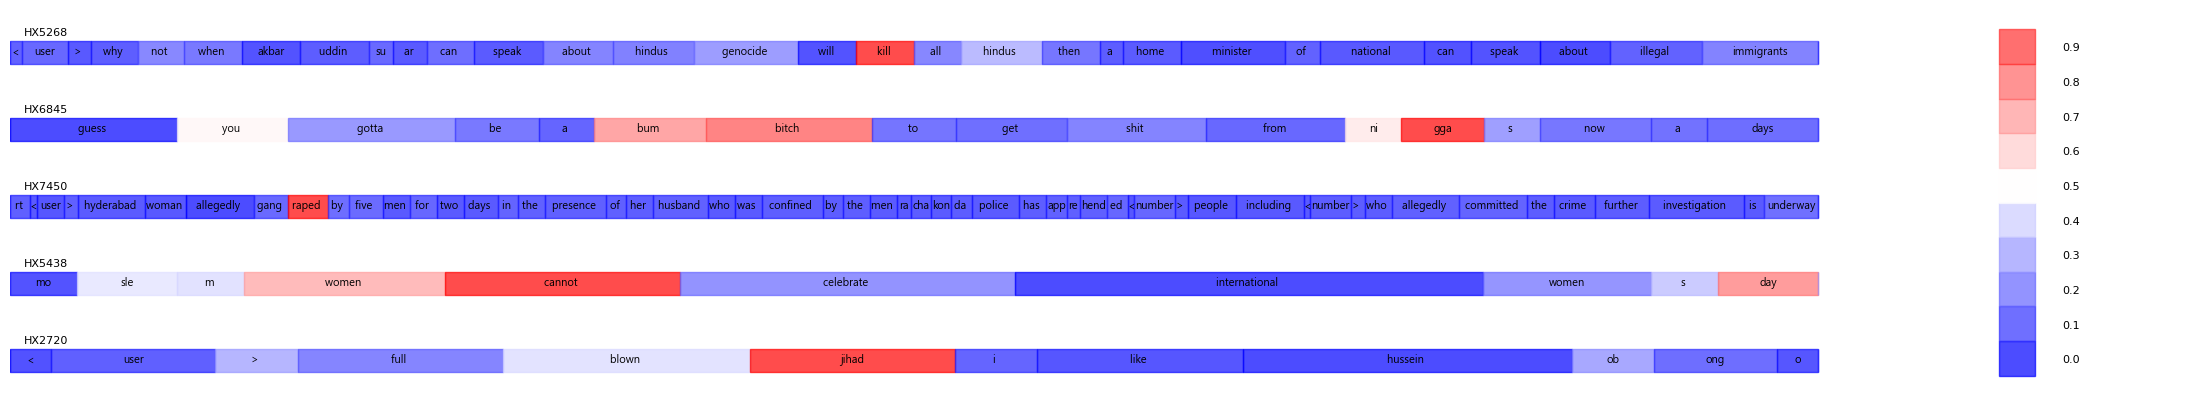 HX5268
< user > why not when akbar uddin su ar can speak about hindus genocide will kill all hindus then a home minister of national can speak about illegal immigrants
HX6845
guess you gotta be a bum bitch to get shit from ni gga s now a days
HX7450
rt < user > hyderabad woman allegedly gang raped by five men for two days in the presence of her husband who was confined by the men ra cha kon da police has app re hend ed < number > people including < number > who allegedly committed the crime further investigation is underway
HX5438
mo sle m women cannot celebrate international women s day
HX2720
< user > full blown jihad i like hussein ob ong o
0.9
0.8
0.7
0.6
0.5
0.4
0.3
0.2
0.1
0.0